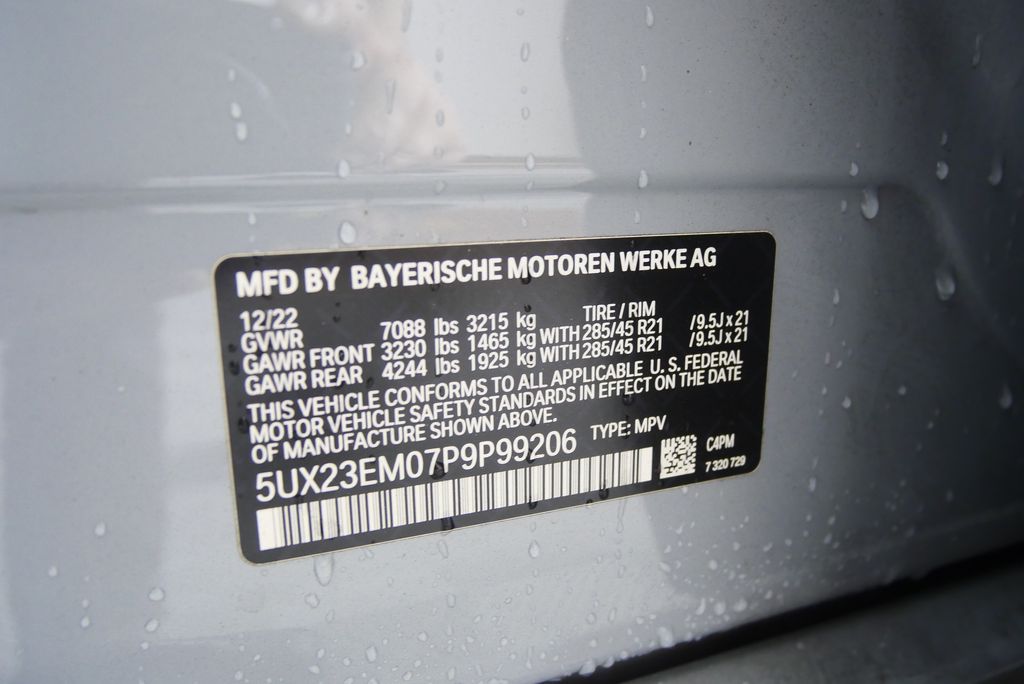 MFD BY BAYERISCHE MOTOREN WERKE AG
12/22 TIRE / RIM
GVWR 7088 lbs 3215 kg
GAWR FRONT 3230 lbs 1465 kg WITH 285/45 R21 /9.5J x 21
GAWR REAR 4244 lbs 1925 kg WITH 285/45 R21 /9.5J x 21
THIS VEHICLE CONFORMS TO ALL APPLICABLE U. S. FEDERAL
MOTOR VEHICLE SAFETY STANDARDS IN EFFECT ON THE DATE
OF MANUFACTURE SHOWN ABOVE.
5UX23EM07P9P99206 TYPE: MPV
C4PM
7 320 729